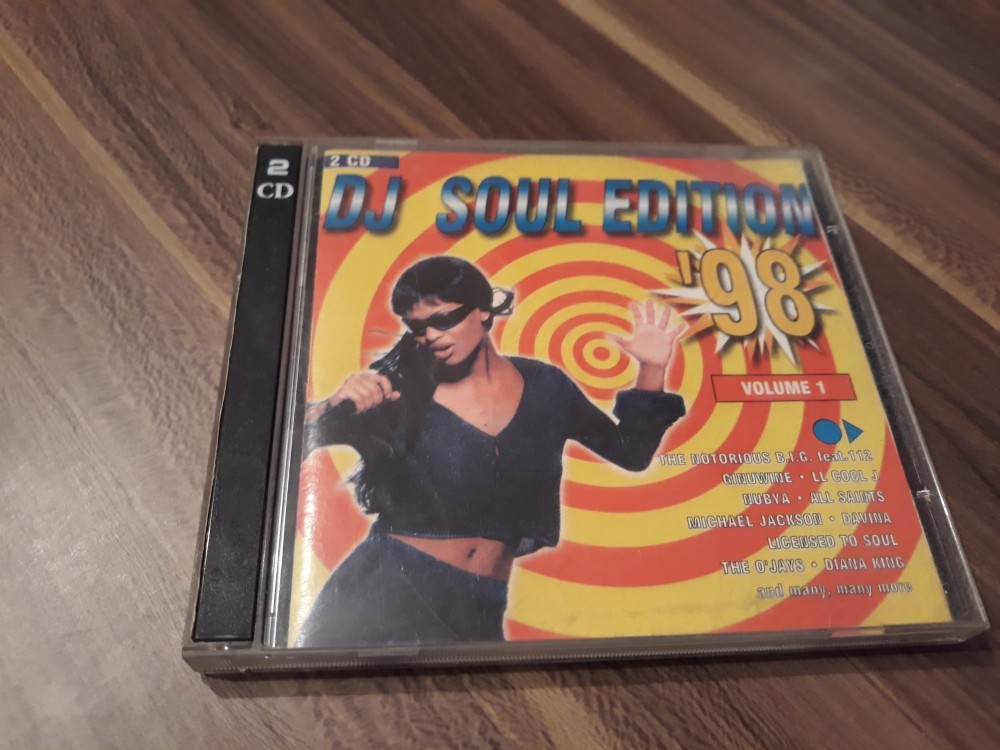 2
CD
2 CD
DJ SOUL EDITION
'98
VOLUME 1
THE NOTORIOUS B.I.G. feat.112
GINUWINE • LL COOL J
NUBYA • ALL SAINTS
MICHAEL JACKSON • DAVINA
LICENSED TO SOUL
THE O'JAYS • DIANA KING
and many, many more